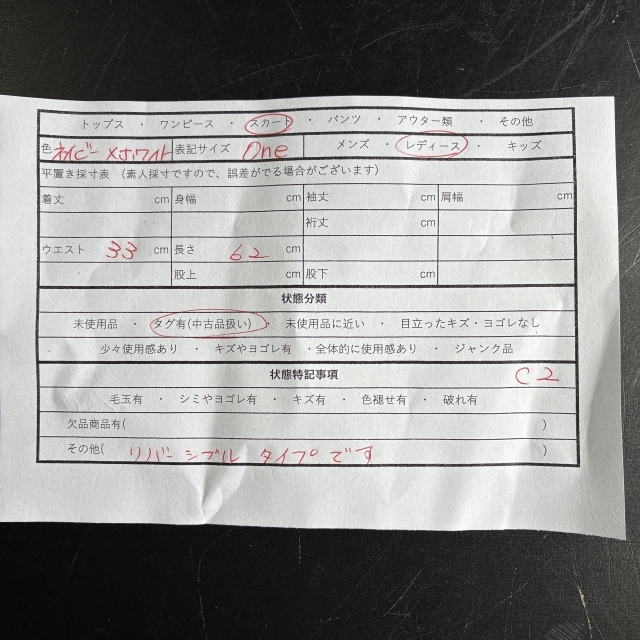 トップス ・ ワンピース ・ スカート ・ パンツ ・ アウター類 ・ その他
色 ネイビー×ホワイト 表記サイズ One メンズ ・ レディース ・ キッズ
平置き採寸表 (素人採寸ですので、誤差がでる場合がございます)
着丈 cm 身幅 cm 袖丈 cm 肩幅 cm
裄丈 cm
ウエスト 33 cm 長さ 62 cm
股上 cm 股下 cm
状態分類
未使用品 ・ タグ有(中古品扱い) ・ 未使用品に近い ・ 目立ったキズ・ヨゴレなし
少々使用感あり ・ キズやヨゴレ有 ・全体的に使用感あり ・ ジャンク品
状態特記事項 C2
毛玉有 ・ シミやヨゴレ有 ・ キズ有 ・ 色褪せ有 ・ 破れ有
欠品商品有( )
その他( リバーシブルタイプです )